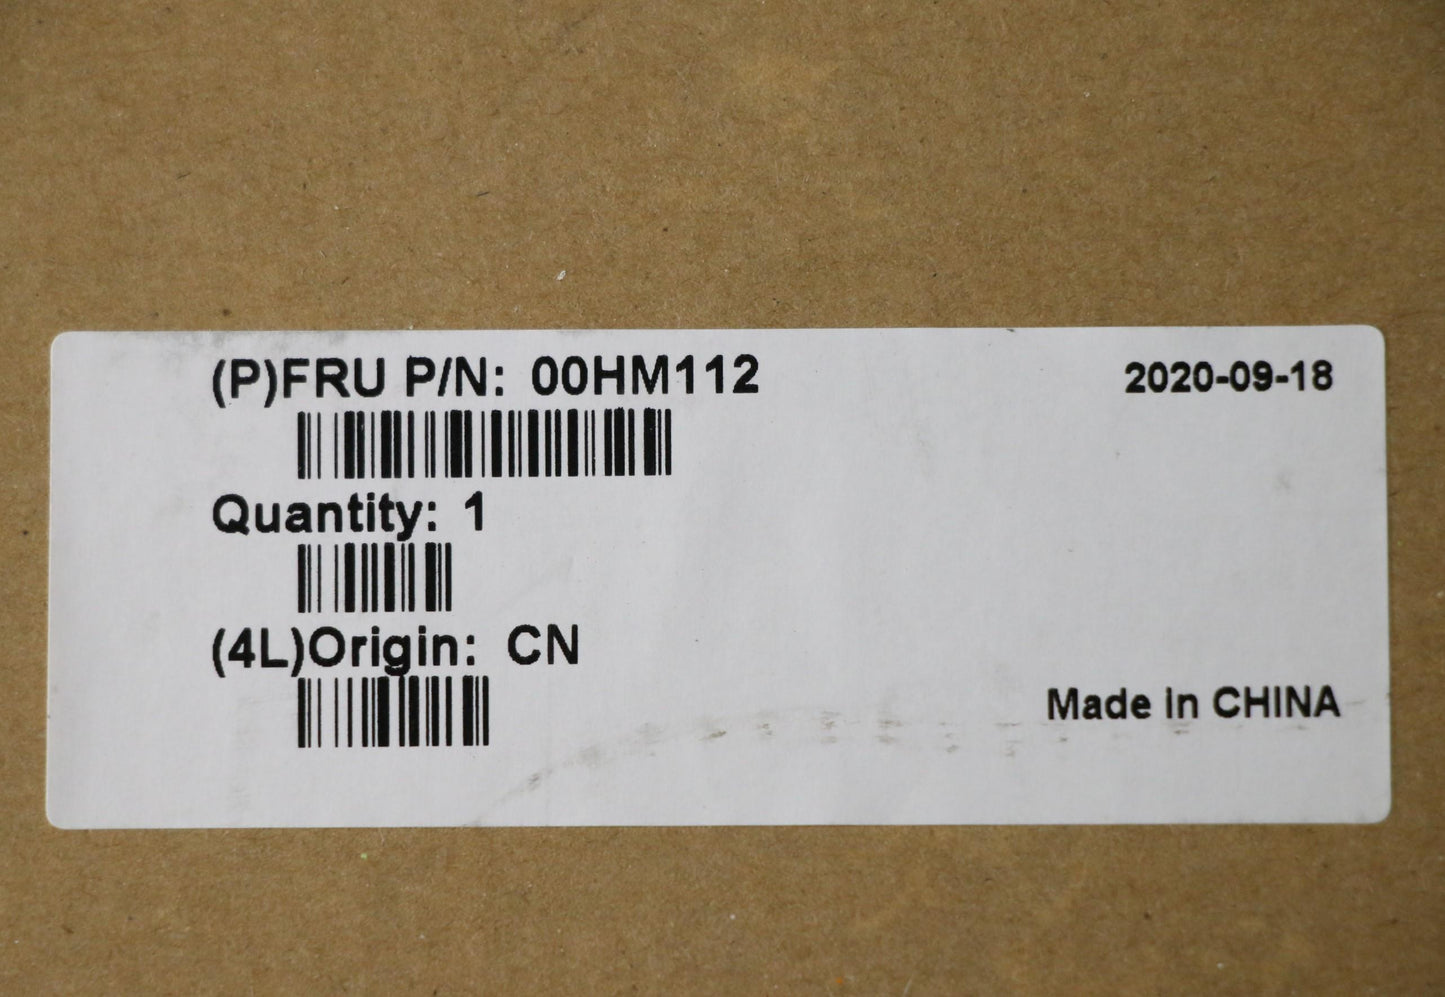 (P)FRU P/N: 00HM112 2020-09-18
Quantity: 1
(4L)Origin: CN
Made in CHINA